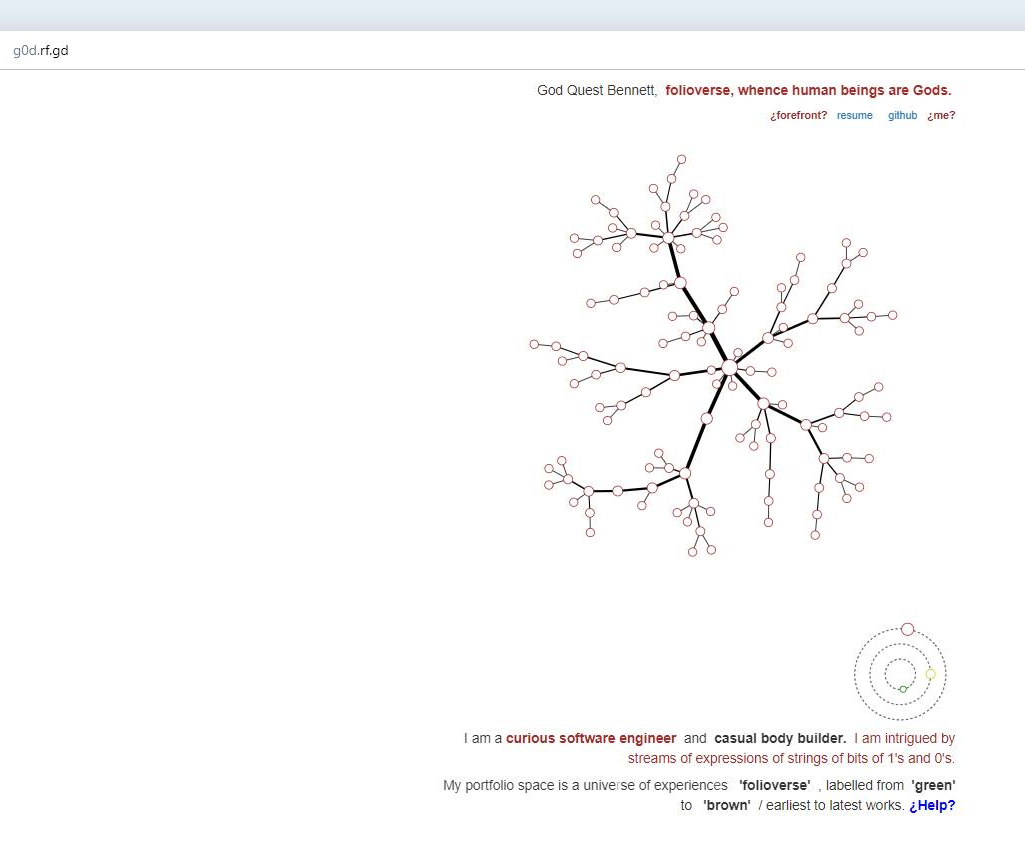 g0d.rf.gd
God Quest Bennett, folioverse, whence human beings are Gods.
¿forefront? resume github ¿me?
I am a curious software engineer and casual body builder. I am intrigued by
streams of expressions of strings of bits of 1's and 0's.
My portfolio space is a universe of experiences 'folioverse' , labelled from 'green'
to 'brown' / earliest to latest works. ¿Help?